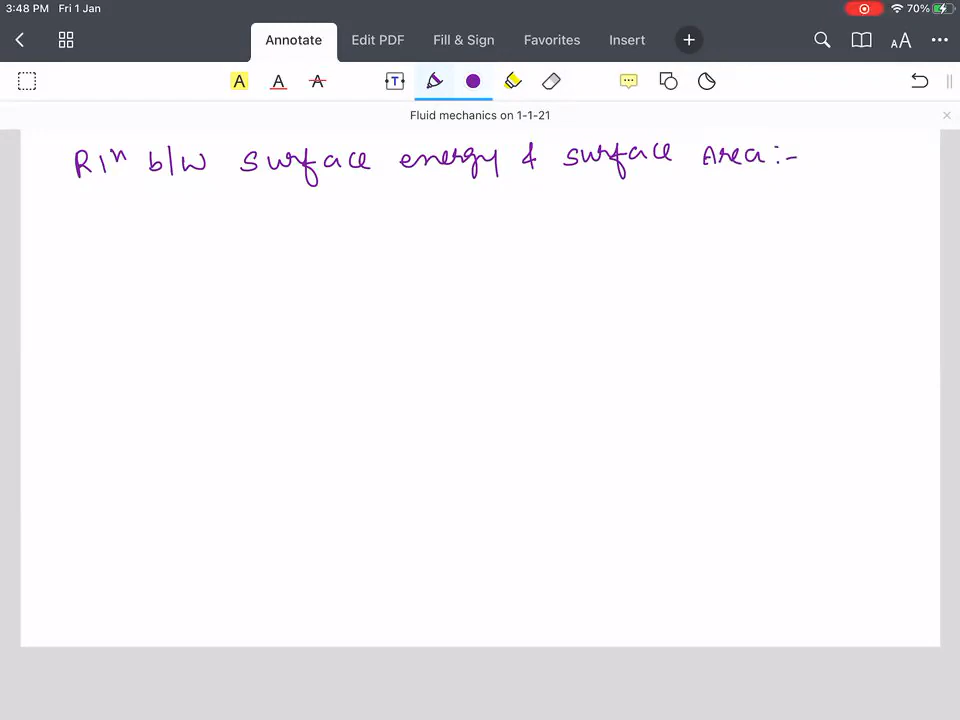 3:48 PM Fri 1 Jan 70%
Annotate Edit PDF Fill & Sign Favorites Insert +
A A A T
Fluid mechanics on 1-1-21
Rlⁿ b/w surface energy & surface Area:-